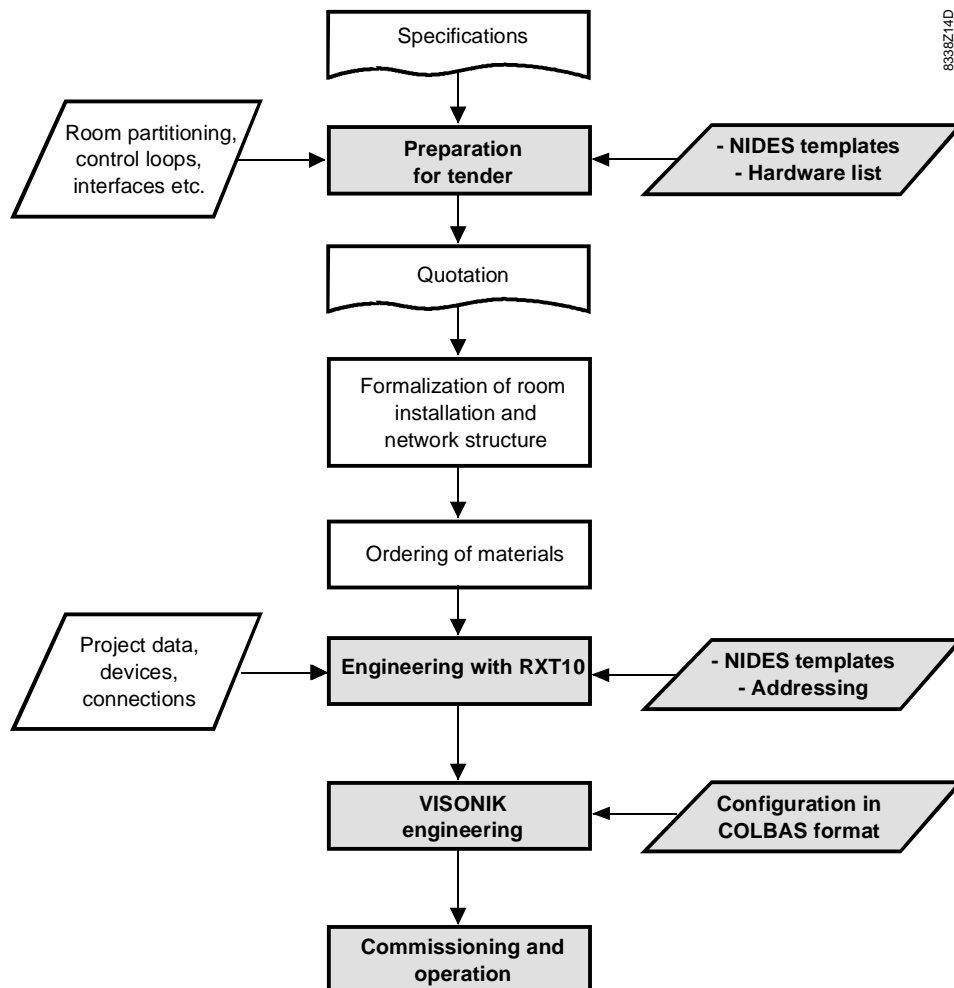 Specifications
8338Z14D
Room partitioning,
control loops,
interfaces etc.
Preparation
for tender
- NIDES templates
- Hardware list
Quotation
Formalization of room
installation and
network structure
Ordering of materials
Project data,
devices,
connections
Engineering with RXT10
- NIDES templates
- Addressing
VISONIK
engineering
Configuration in
COLBAS format
Commissioning and
operation